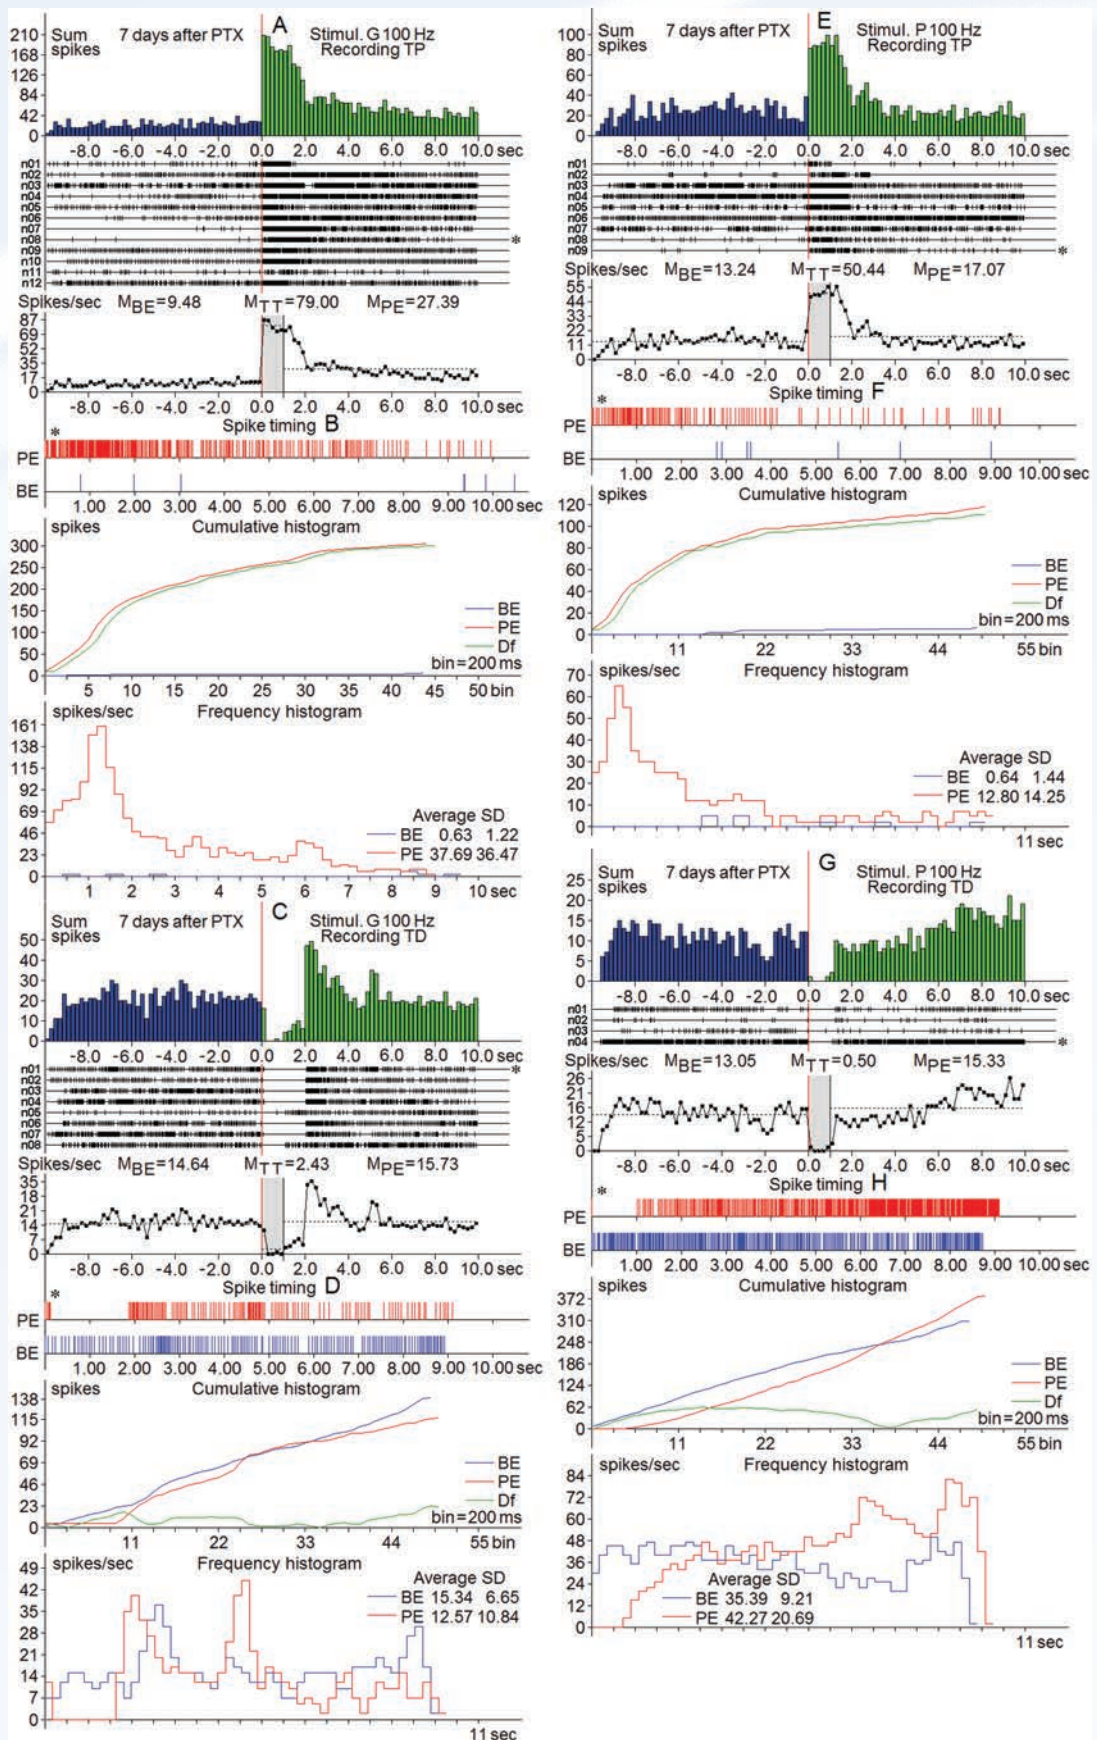 A
Sum spikes 7 days after PTX Stimul. G 100 Hz Recording TP
210
168
126
84
42
0
-8.0 -6.0 -4.0 -2.0 0.0 2.0 4.0 6.0 8.0 10.0 sec
n01
n02
n03
n04
n05
n06
n07
n08 *
n09
n10
n11
n12
Spikes/sec MBE=9.48 MTT=79.00 MPE=27.39
87
70
52
35
17
0
-8.0 -6.0 -4.0 -2.0 0.0 2.0 4.0 6.0 8.0 10.0 sec
Spike timing B
*
PE
BE
1.00 2.00 3.00 4.00 5.00 6.00 7.00 8.00 9.00 10.00 sec
spikes Cumulative histogram
300
250
200
150
100
50
0
BE
PE
Df
bin=200 ms
5 10 15 20 25 30 35 40 45 50 bin
spikes/sec Frequency histogram
161
138
115
92
69
46
23
0
Average SD
BE 0.63 1.22
PE 37.69 36.47
1 2 3 4 5 6 7 8 9 10 sec
C
Sum spikes 7 days after PTX Stimul. G 100 Hz Recording TD
50
40
30
20
10
0
-8.0 -6.0 -4.0 -2.0 0.0 2.0 4.0 6.0 8.0 10.0 sec
n01 *
n02
n03
n04
n05
n06
n07
n08
Spikes/sec MBE=14.64 MTT=2.43 MPE=15.73
35
28
21
14
7
0
-8.0 -6.0 -4.0 -2.0 0.0 2.0 4.0 6.0 8.0 10.0 sec
Spike timing D
*
PE
BE
1.00 2.00 3.00 4.00 5.00 6.00 7.00 8.00 9.00 10.00 sec
spikes Cumulative histogram
138
115
92
69
46
23
0
BE
PE
Df
bin=200 ms
11 22 33 44 55 bin
spikes/sec Frequency histogram
49
42
35
28
21
14
7
0
Average SD
BE 15.34 6.65
PE 12.57 10.84
11 sec
E
Sum spikes 7 days after PTX Stimul. P 100 Hz Recording TP
100
80
60
40
20
0
-8.0 -6.0 -4.0 -2.0 0.0 2.0 4.0 6.0 8.0 10.0 sec
n01
n02
n03
n04
n05
n06
n07
n08
n09 *
Spikes/sec MBE=13.24 MTT=50.44 MPE=17.07
55
44
33
22
11
0
-8.0 -6.0 -4.0 -2.0 0.0 2.0 4.0 6.0 8.0 10.0 sec
Spike timing F
*
PE
BE
1.00 2.00 3.00 4.00 5.00 6.00 7.00 8.00 9.00 10.00 sec
spikes Cumulative histogram
120
100
80
60
40
20
0
BE
PE
Df
bin=200 ms
11 22 33 44 55 bin
spikes/sec Frequency histogram
70
60
50
40
30
20
10
0
Average SD
BE 0.64 1.44
PE 12.80 14.25
11 sec
G
Sum spikes 7 days after PTX Stimul. P 100 Hz Recording TD
25
20
15
10
5
0
-8.0 -6.0 -4.0 -2.0 0.0 2.0 4.0 6.0 8.0 10.0
n01
n02
n03
n04 *
Spikes/sec MBE=13.05 MTT=0.50 MPE=15.33
26
21
16
10
5
0
-8.0 -6.0 -4.0 -2.0 0.0 2.0 4.0 6.0 8.0 10.0 sec
Spike timing H
*
PE
BE
1.00 2.00 3.00 4.00 5.00 6.00 7.00 8.00 9.00 10.00 sec
spikes Cumulative histogram
372
310
248
186
124
62
0
BE
PE
Df
bin=200 ms
11 22 33 44 55 bin
spikes/sec Frequency histogram
84
72
60
48
36
24
12
0
Average SD
BE 35.39 9.21
PE 42.27 20.69
11 sec